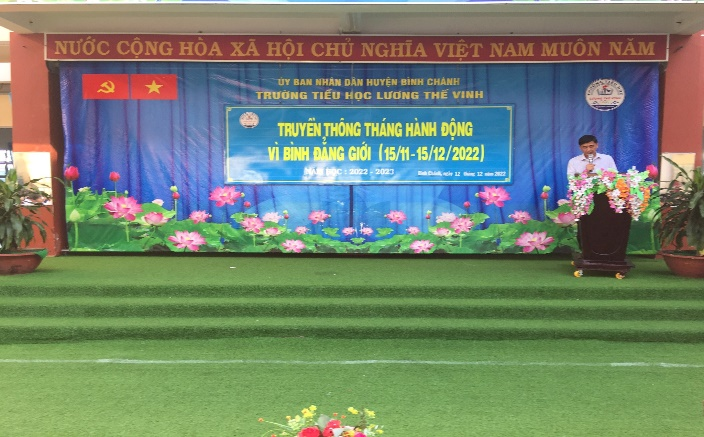 NƯỚC CỘNG HÒA XÃ HỘI CHỦ NGHĨA VIỆT NAM MUÔN NĂM
ỦY BAN NHÂN DÂN HUYỆN BÌNH CHÁNH
TRƯỜNG TIỂU HỌC LƯƠNG THẾ VINH
TRUYỀN THÔNG THÁNG HÀNH ĐỘNG
VÌ BÌNH ĐẲNG GIỚI (15/11-15/12/2022)
NĂM HỌC : 2022 - 2023
Bình Chánh, ngày 12 tháng 12 năm 2022